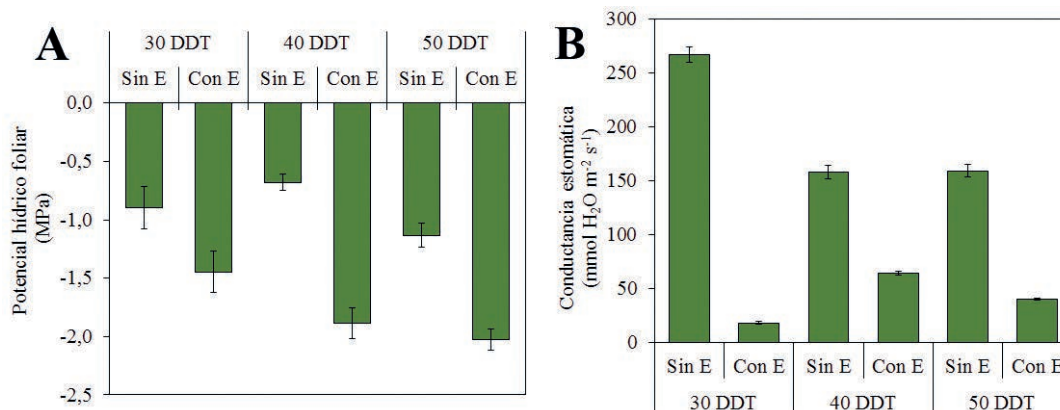 A
30 DDT 40 DDT 50 DDT
Sin E Con E Sin E Con E Sin E Con E
0,0
-0,5
-1,0
-1,5
-2,0
-2,5
Potencial hídrico foliar
(MPa)
B
300
250
200
150
100
50
0
Conductancia estomática
(mmol H₂O m⁻² s⁻¹)
Sin E Con E Sin E Con E Sin E Con E
30 DDT 40 DDT 50 DDT